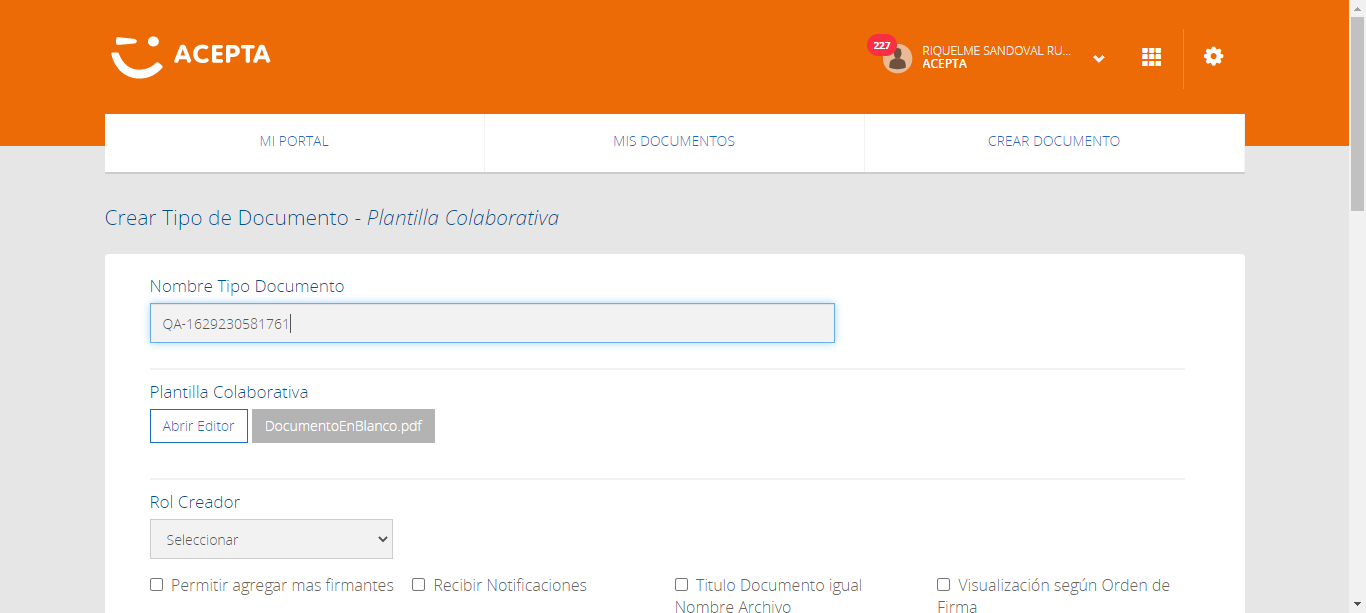 ACEPTA
227
RIQUELME SANDOVAL RU...
ACEPTA
MI PORTAL
MIS DOCUMENTOS
CREAR DOCUMENTO
Crear Tipo de Documento - Plantilla Colaborativa
Nombre Tipo Documento
QA-1629230581761
Plantilla Colaborativa
Abrir Editor
DocumentoEnBlanco.pdf
Rol Creador
Seleccionar
Permitir agregar mas firmantes
Recibir Notificaciones
Titulo Documento igual
Nombre Archivo
Visualización según Orden de
Firma